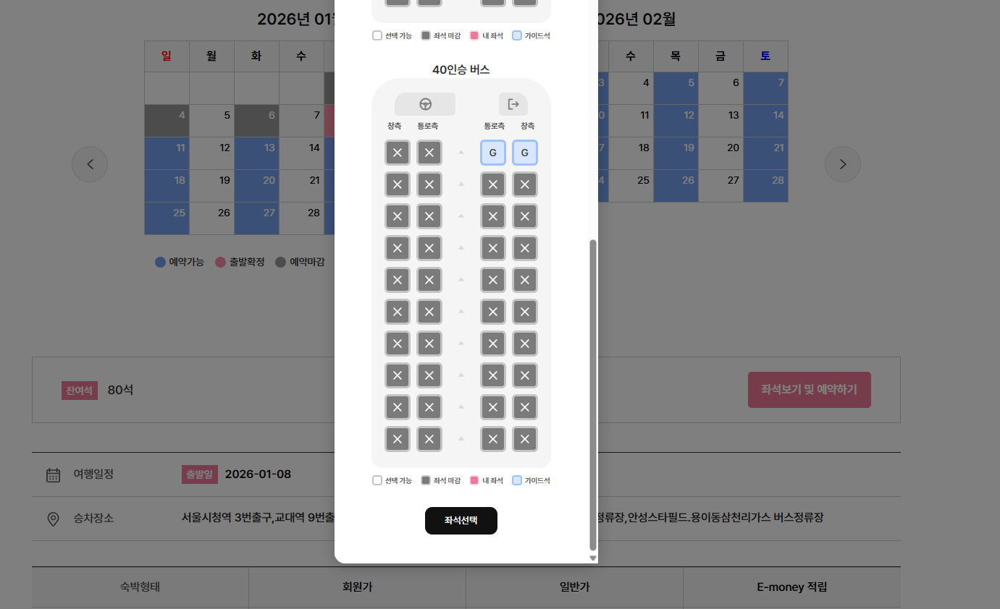 2026년 01월
2026년 02월
선택 가능 좌석 마감 내 좌석 가이드석
일 월 화 수
수 목 금 토
40인승 버스
3 4 5 6 7
4 5 6 7
10 11 12 13 14
창측 통로측 통로측 창측
11 12 13 14
17 18 19 20 21
G G
18 19 20 21
24 25 26 27 28
25 26 27 28
예약가능 출발확정 예약마감
잔여석 80석
좌석보기 및 예약하기
여행일정 출발일 2026-01-08
선택 가능 좌석 마감 내 좌석 가이드석
승차장소 서울시청역 3번출구,교대역 9번출
정류장,안성스타필드.용이동삼천리가스 버스정류장
좌석선택
숙박형태 회원가 일반가 E-money 적립